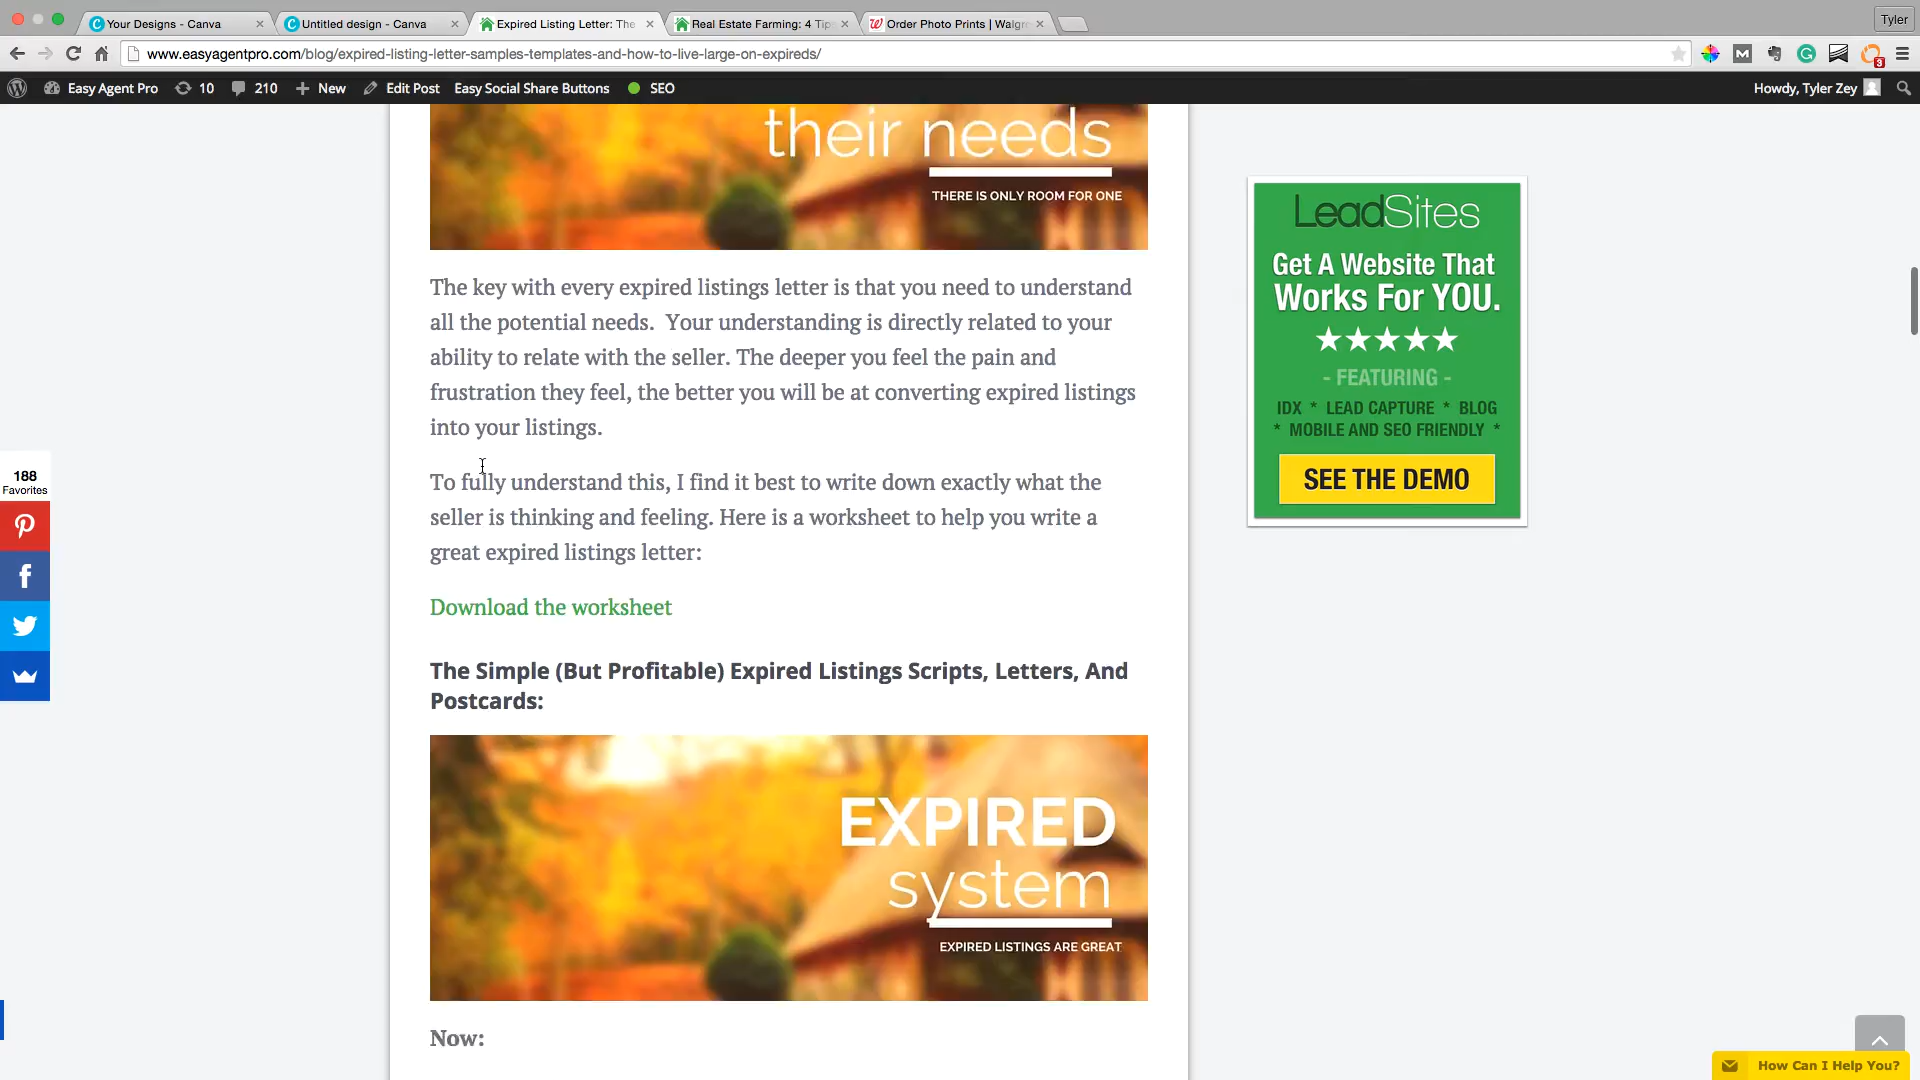 Your Designs - Canva
Untitled design - Canva
Expired Listing Letter: The
Real Estate Farming: 4 Tip
Order Photo Prints | Walgr
Tyler
www.easyagentpro.com/blog/expired-listing-letter-samples-templates-and-how-to-live-large-on-expireds/
M
3
Easy Agent Pro
10
210
New
Edit Post
Easy Social Share Buttons
SEO
Howdy, Tyler Zey
their needs
THERE IS ONLY ROOM FOR ONE
The key with every expired listings letter is that you need to understand
all the potential needs.  Your understanding is directly related to your
ability to relate with the seller. The deeper you feel the pain and
frustration they feel, the better you will be at converting expired listings
into your listings.
To fully understand this, I find it best to write down exactly what the
seller is thinking and feeling. Here is a worksheet to help you write a
great expired listings letter:
Download the worksheet
The Simple (But Profitable) Expired Listings Scripts, Letters, And
Postcards:
EXPIRED
system
EXPIRED LISTINGS ARE GREAT
Now:
188
Favorites
LeadSites
Get A Website That
Works For YOU.
- FEATURING -
IDX * LEAD CAPTURE * BLOG
* MOBILE AND SEO FRIENDLY *
SEE THE DEMO
How Can I Help You?